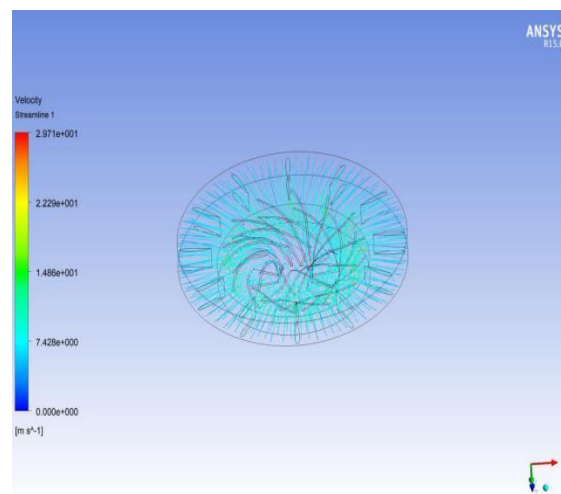 ANSYS
Velocity
Streamline 1
2.971e+001
2.229e+001
1.486e+001
7.428e+000
0.000e+000
[m s^-1]